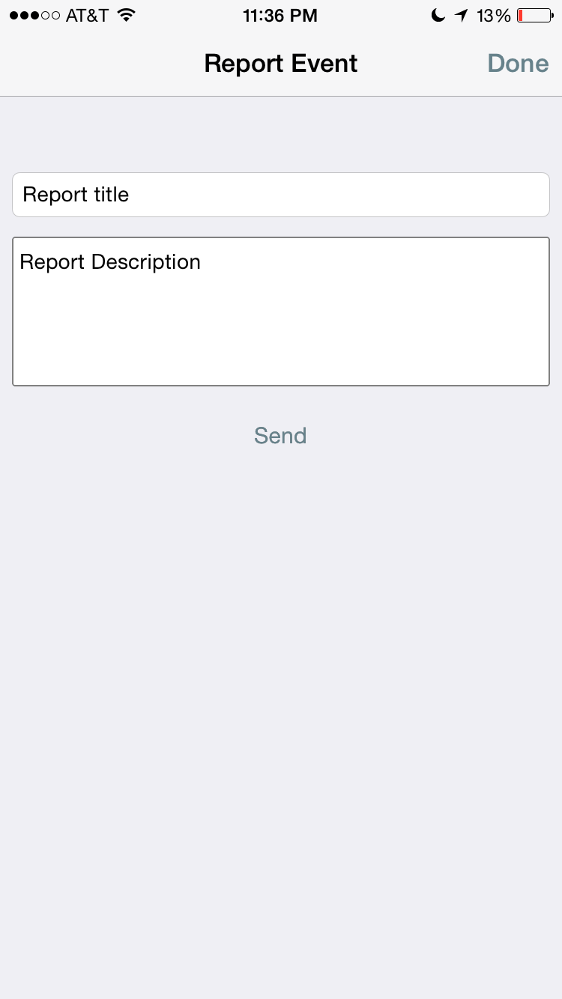 AT&T 11:36 PM 13%
Report Event Done
Report title
Report Description
Send